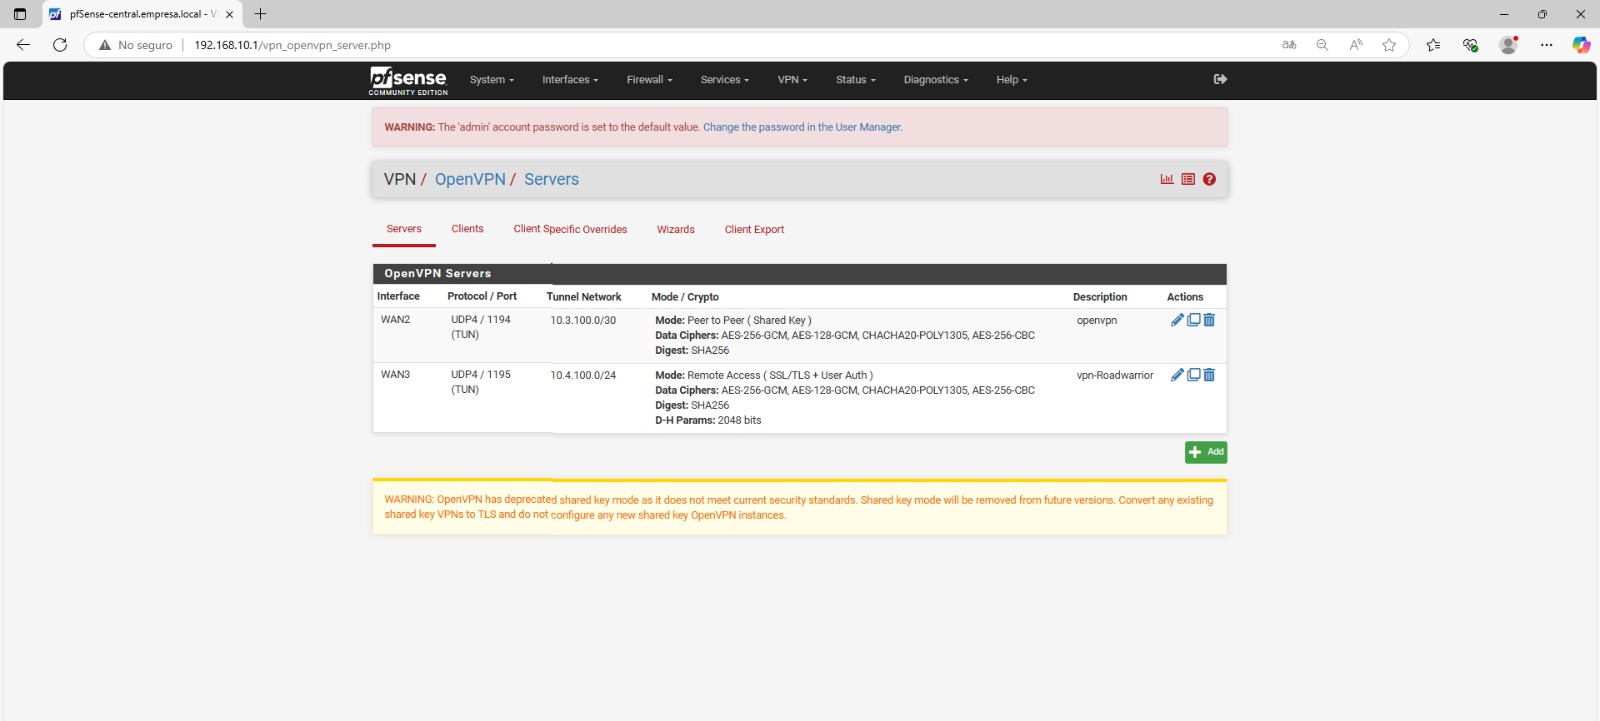 pfSense-central.empresa.local - V
No seguro 192.168.10.1/vpn_openvpn_server.php
pfsense
COMMUNITY EDITION
System Interfaces Firewall Services VPN Status Diagnostics Help
WARNING: The 'admin' account password is set to the default value. Change the password in the User Manager.
VPN / OpenVPN / Servers
Servers Clients Client Specific Overrides Wizards Client Export
OpenVPN Servers
Interface Protocol / Port Tunnel Network Mode / Crypto Description Actions
WAN2 UDP4 / 1194 10.3.100.0/30 Mode: Peer to Peer ( Shared Key ) openvpn
(TUN) Data Ciphers: AES-256-GCM, AES-128-GCM, CHACHA20-POLY1305, AES-256-CBC
Digest: SHA256
WAN3 UDP4 / 1195 10.4.100.0/24 Mode: Remote Access ( SSL/TLS + User Auth ) vpn-Roadwarrior
(TUN) Data Ciphers: AES-256-GCM, AES-128-GCM, CHACHA20-POLY1305, AES-256-CBC
Digest: SHA256
D-H Params: 2048 bits
Add
WARNING: OpenVPN has deprecated shared key mode as it does not meet current security standards. Shared key mode will be removed from future versions. Convert any existing
shared key VPNs to TLS and do not configure any new shared key OpenVPN instances.